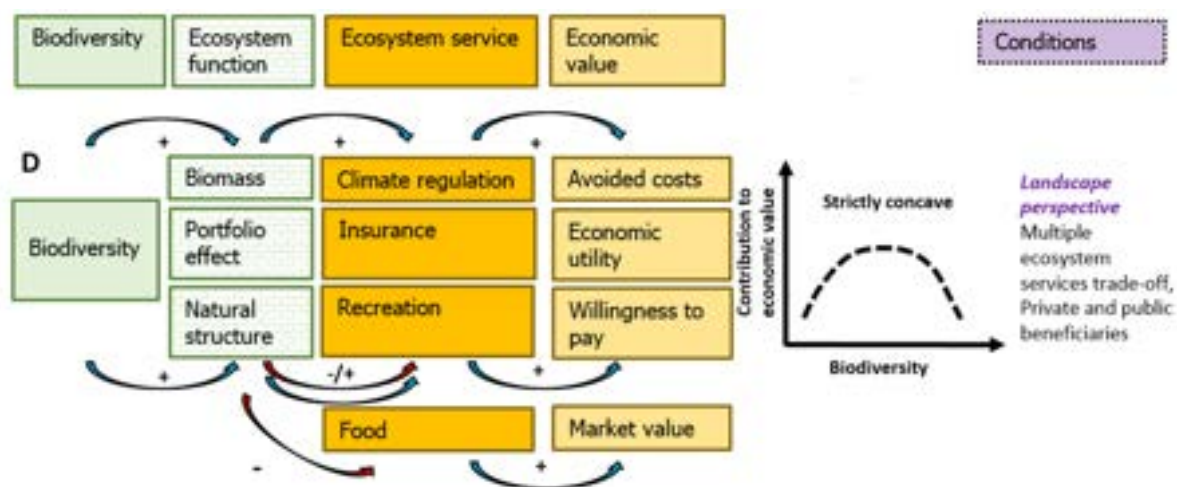 Biodiversity
Ecosystem
function
Ecosystem service
Economic
value
Conditions
+
+
+
D
Biodiversity
Biomass
Climate regulation
Avoided costs
Portfolio
effect
Insurance
Economic
utility
Natural
structure
Recreation
Willingness to
pay
+
-/+
+
Food
Market value
-
+
Contribution to
economic value
Strictly concave
Biodiversity
Landscape
perspective
Multiple
ecosystem
services trade-off,
Private and public
beneficiaries